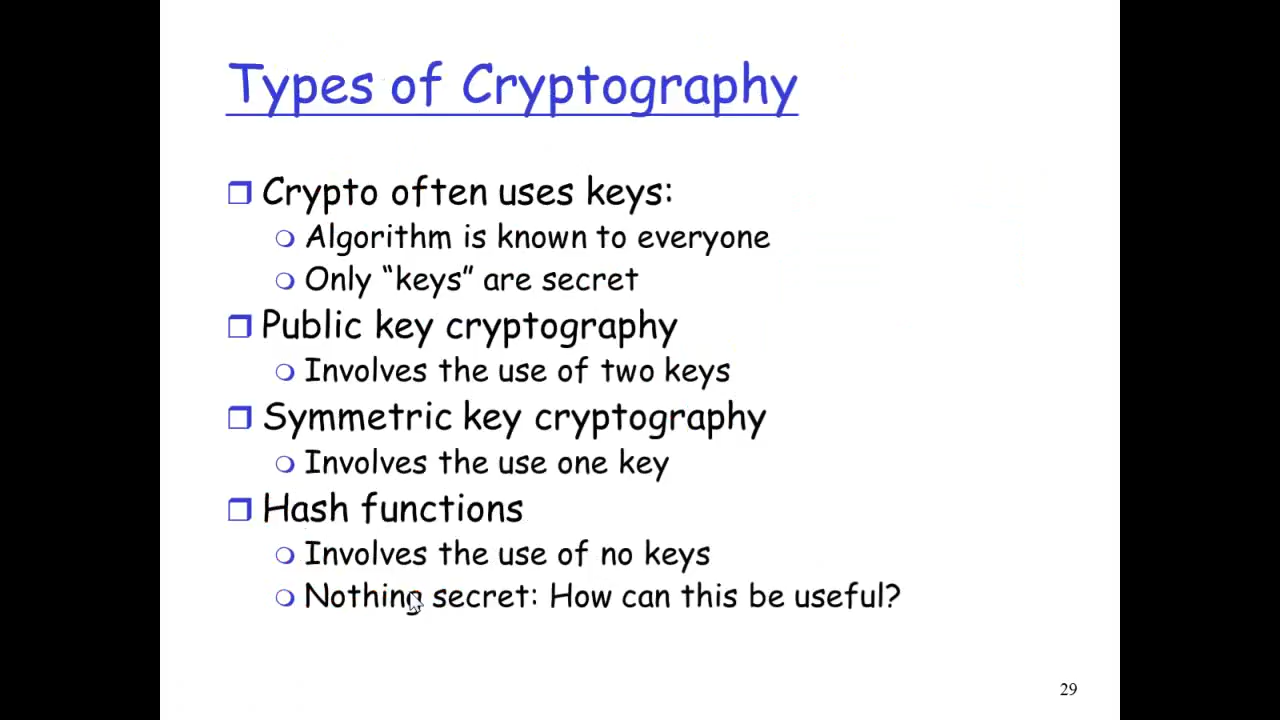 Types of Cryptography
Crypto often uses keys:
Algorithm is known to everyone
Only “keys” are secret
Public key cryptography
Involves the use of two keys
Symmetric key cryptography
Involves the use one key
Hash functions
Involves the use of no keys
Nothing secret: How can this be useful?
29